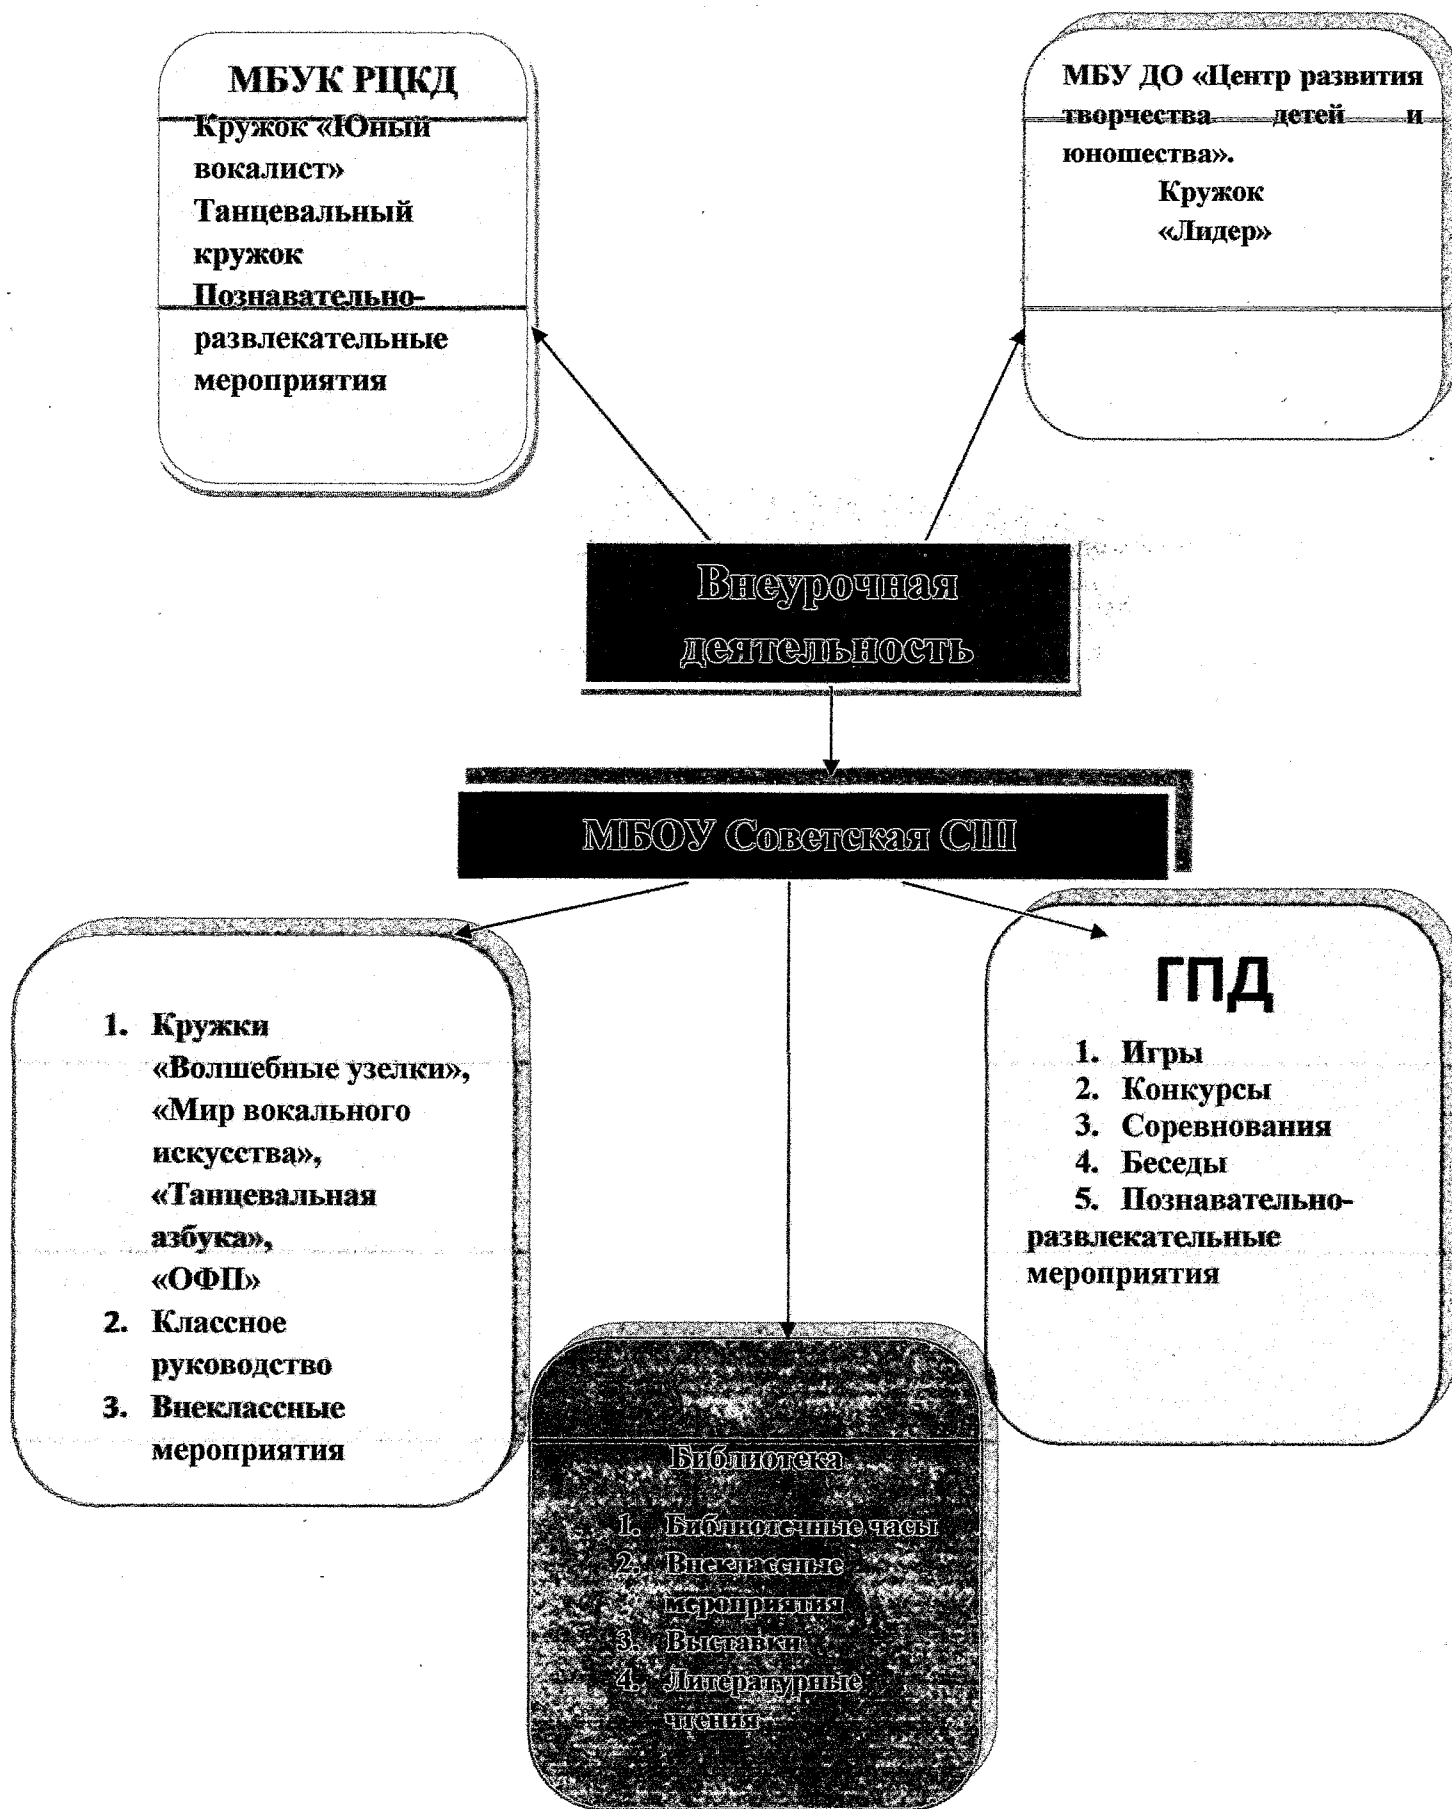 МБУК РЦКД
Кружок «Юный
вокалист»
Танцевальный
кружок
Познавательно-
развлекательные
мероприятия
МБУ ДО «Центр развития
творчества детей и
юношества».
Кружок
«Лидер»
Внеурочная
деятельность
МБОУ Советская СШ
1. Кружки
«Волшебные узелки»,
«Мир вокального
искусства»,
«Танцевальная
азбука»,
«ОФП»
2. Классное
руководство
3. Внеклассные
мероприятия
ГПД
1. Игры
2. Конкурсы
3. Соревнования
4. Беседы
5. Познавательно-
развлекательные
мероприятия
Библиотека
1. Библиотечные часы
2. Внеклассные
мероприятия
3. Выставки
4. Литературные
чтения